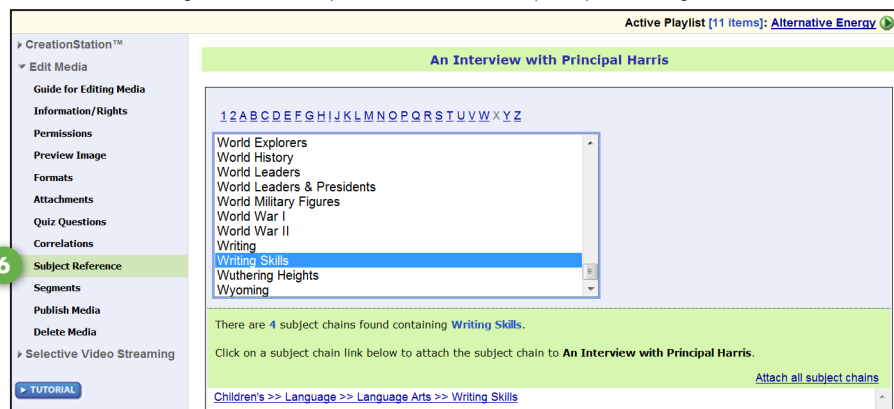 Active Playlist [11 items]: Alternative Energy
CreationStation™
Edit Media
Guide for Editing Media
Information/Rights
Permissions
Preview Image
Formats
Attachments
Quiz Questions
Correlations
6
Subject Reference
Segments
Publish Media
Delete Media
Selective Video Streaming
TUTORIAL
An Interview with Principal Harris
1 2 A B C D E F G H I J K L M N O P Q R S T U V W X Y Z
World Explorers
World History
World Leaders
World Leaders & Presidents
World Military Figures
World War I
World War II
Writing
Writing Skills
Wuthering Heights
Wyoming
There are 4 subject chains found containing Writing Skills.
Click on a subject chain link below to attach the subject chain to An Interview with Principal Harris.
Attach all subject chains
Children's >> Language >> Language Arts >> Writing Skills